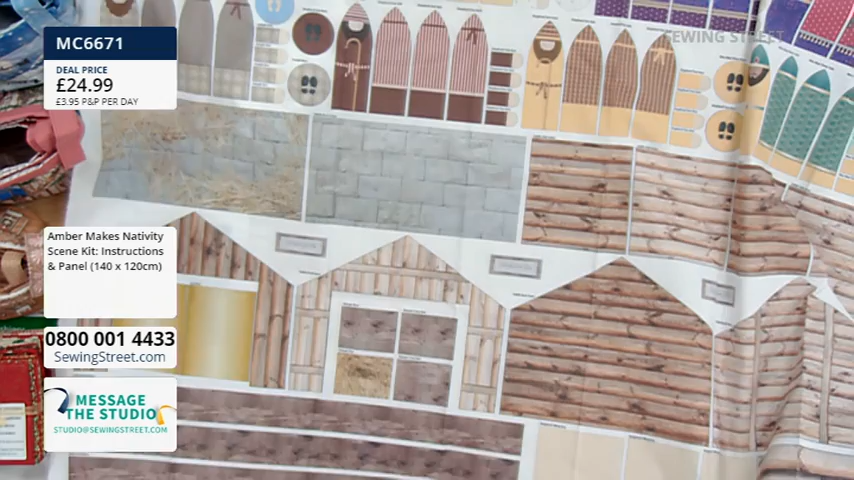 MC6671
DEAL PRICE
£24.99
£3.95 P&P PER DAY
SEWING STREET
Amber Makes Nativity
Scene Kit: Instructions
& Panel (140 x 120cm)
0800 001 4433
SewingStreet.com
MESSAGE
THE STUDIO
STUDIO@SEWINGSTREET.COM